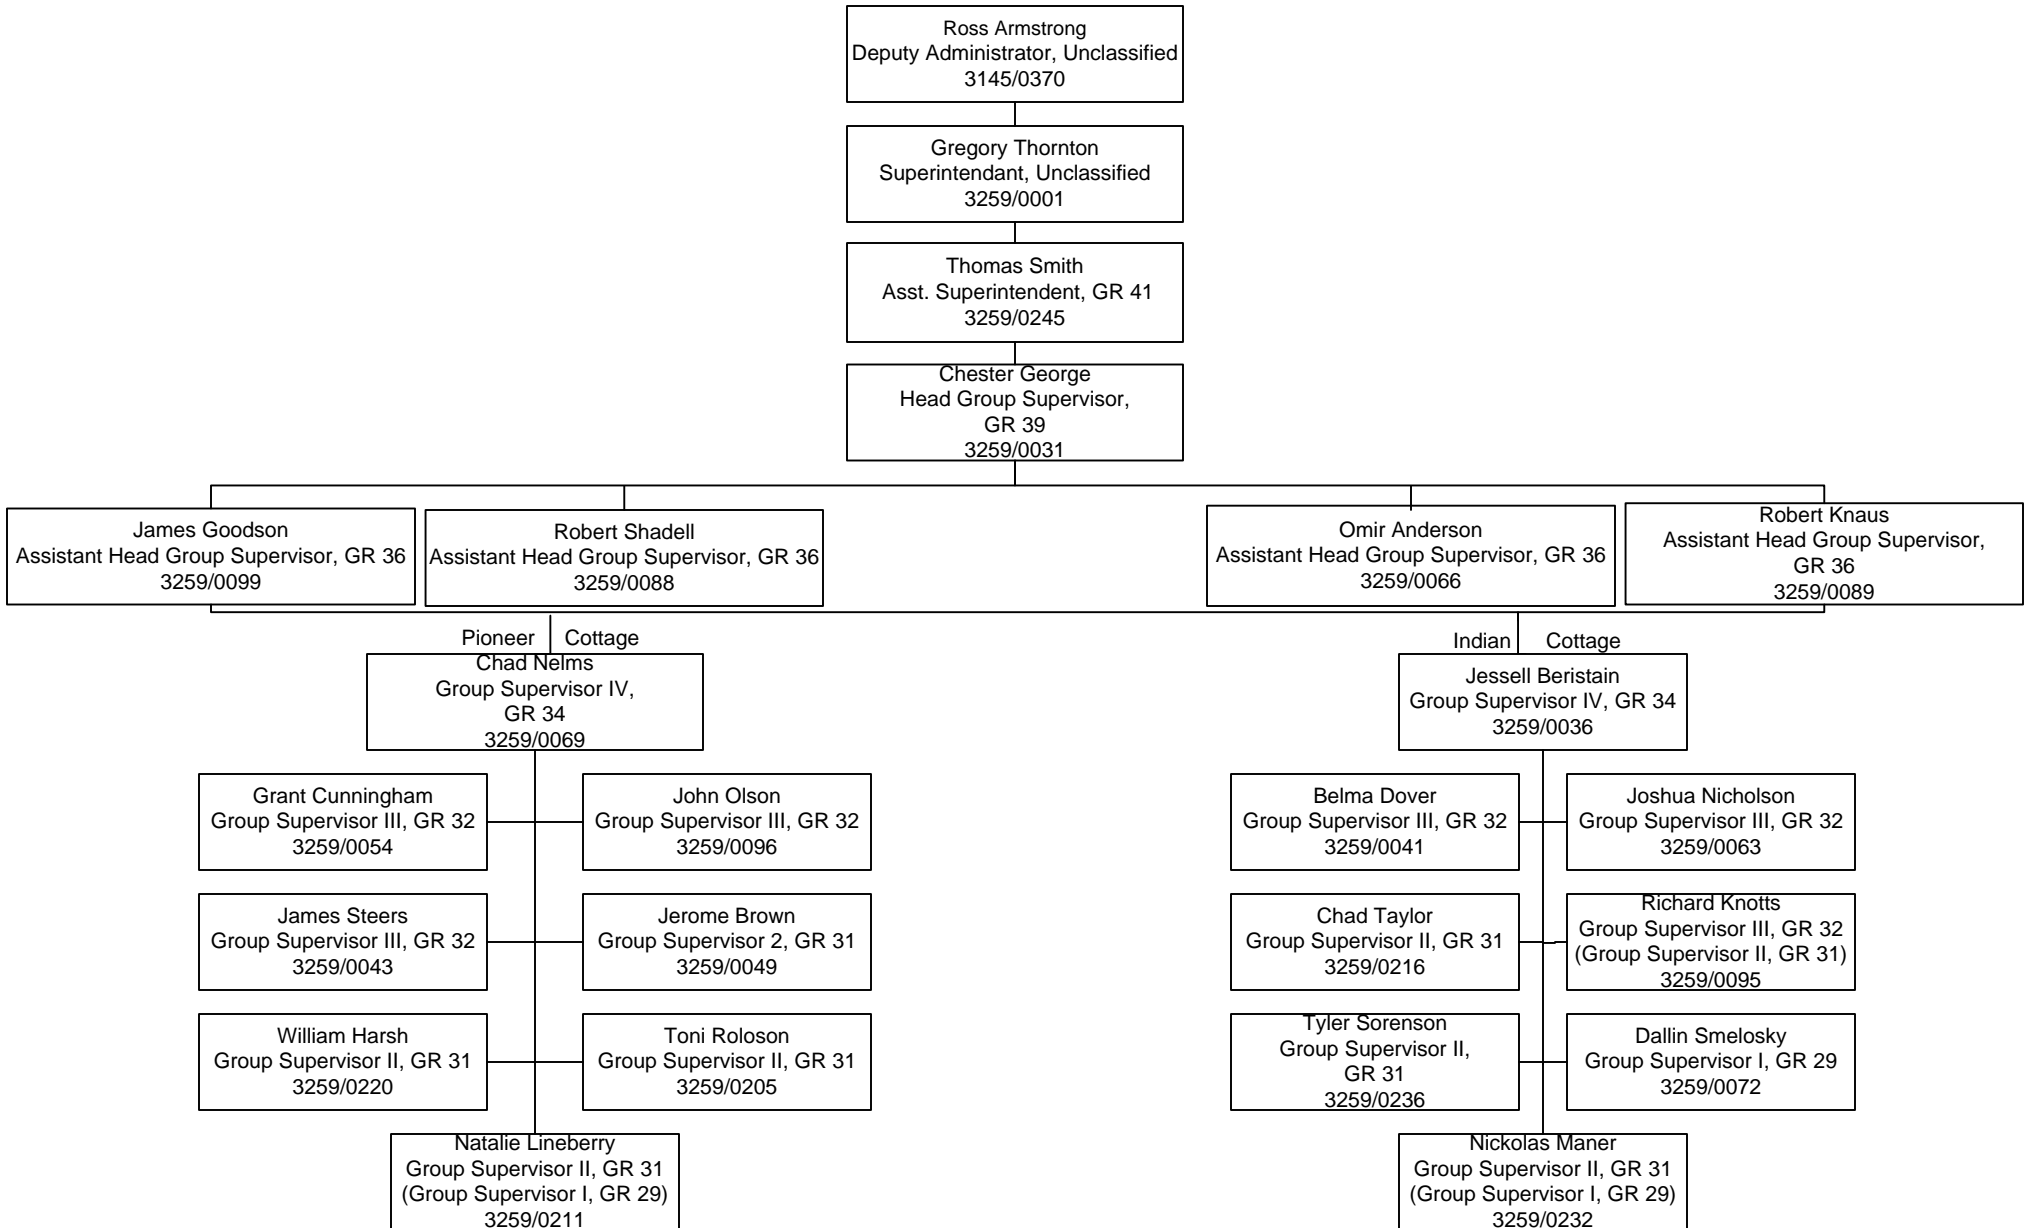 Ross Armstrong
Deputy Administrator, Unclassified
3145/0370
Gregory Thornton
Superintendant, Unclassified
3259/0001
Thomas Smith
Asst. Superintendent, GR 41
3259/0245
Chester George
Head Group Supervisor,
GR 39
3259/0031
James Goodson
Assistant Head Group Supervisor, GR 36
3259/0099
Robert Shadell
Assistant Head Group Supervisor, GR 36
3259/0088
Omir Anderson
Assistant Head Group Supervisor, GR 36
3259/0066
Robert Knaus
Assistant Head Group Supervisor,
GR 36
3259/0089
Pioneer Cottage
Chad Nelms
Group Supervisor IV,
GR 34
3259/0069
Grant Cunningham
Group Supervisor III, GR 32
3259/0054
John Olson
Group Supervisor III, GR 32
3259/0096
James Steers
Group Supervisor III, GR 32
3259/0043
Jerome Brown
Group Supervisor 2, GR 31
3259/0049
William Harsh
Group Supervisor II, GR 31
3259/0220
Toni Roloson
Group Supervisor II, GR 31
3259/0205
Natalie Lineberry
Group Supervisor II, GR 31
(Group Supervisor I, GR 29)
3259/0211
Indian Cottage
Jessell Beristain
Group Supervisor IV, GR 34
3259/0036
Belma Dover
Group Supervisor III, GR 32
3259/0041
Joshua Nicholson
Group Supervisor III, GR 32
3259/0063
Chad Taylor
Group Supervisor II, GR 31
3259/0216
Richard Knotts
Group Supervisor III, GR 32
(Group Supervisor II, GR 31)
3259/0095
Tyler Sorenson
Group Supervisor II,
GR 31
3259/0236
Dallin Smelosky
Group Supervisor I, GR 29
3259/0072
Nickolas Maner
Group Supervisor II, GR 31
(Group Supervisor I, GR 29)
3259/0232